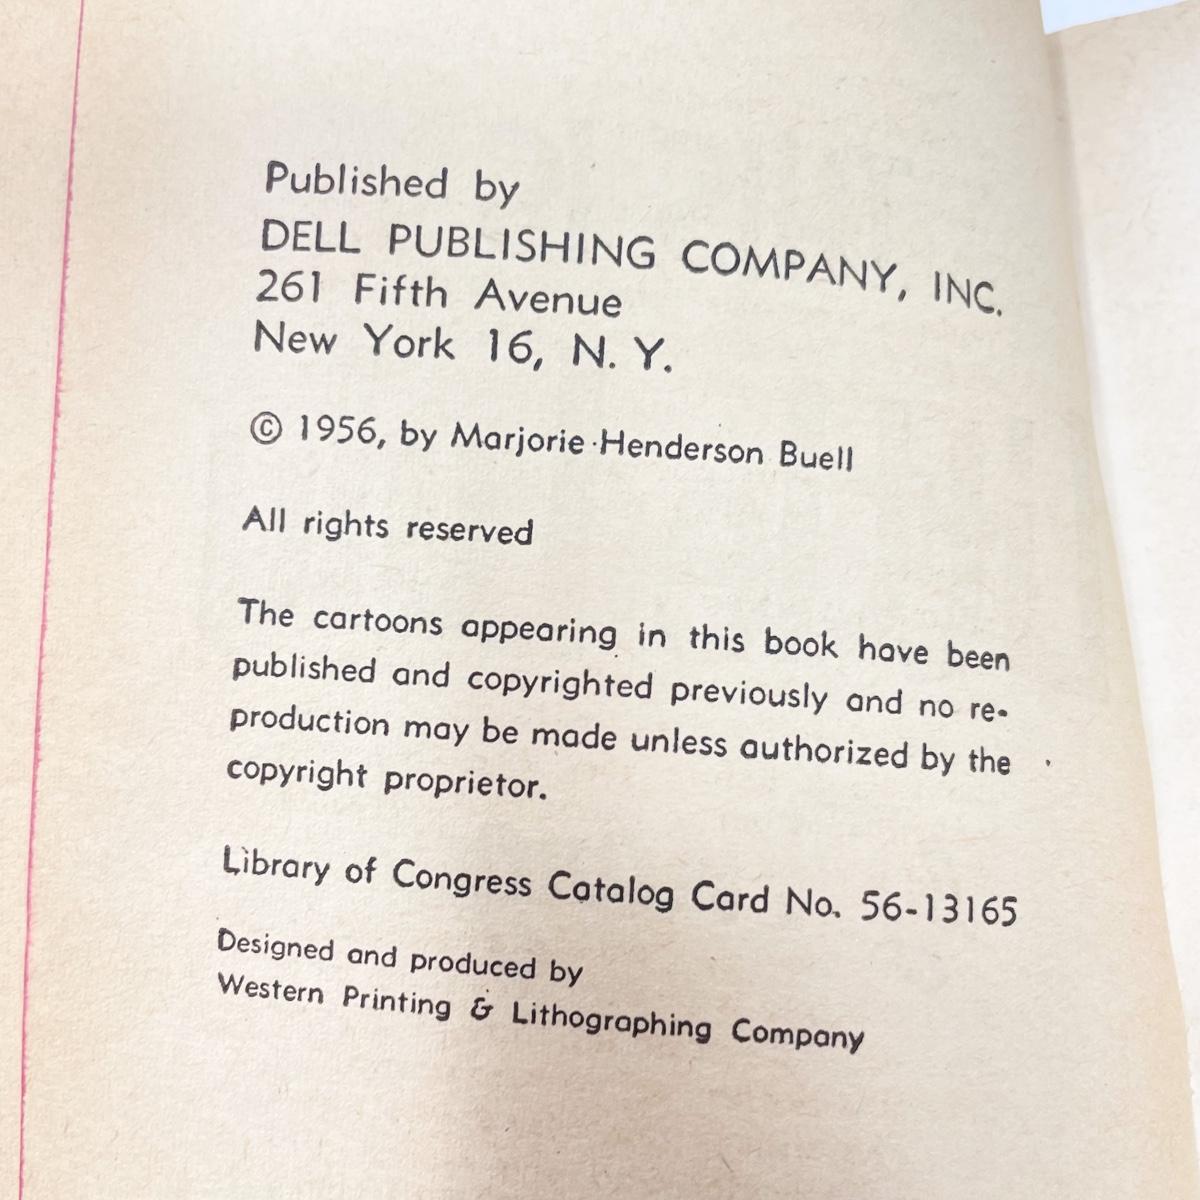 Published by
DELL PUBLISHING COMPANY, INC.
261 Fifth Avenue
New York 16, N. Y.
© 1956, by Marjorie Henderson Buell
All rights reserved
The cartoons appearing in this book have been
published and copyrighted previously and no re-
production may be made unless authorized by the
copyright proprietor.
Library of Congress Catalog Card No. 56-13165
Designed and produced by
Western Printing & Lithographing Company